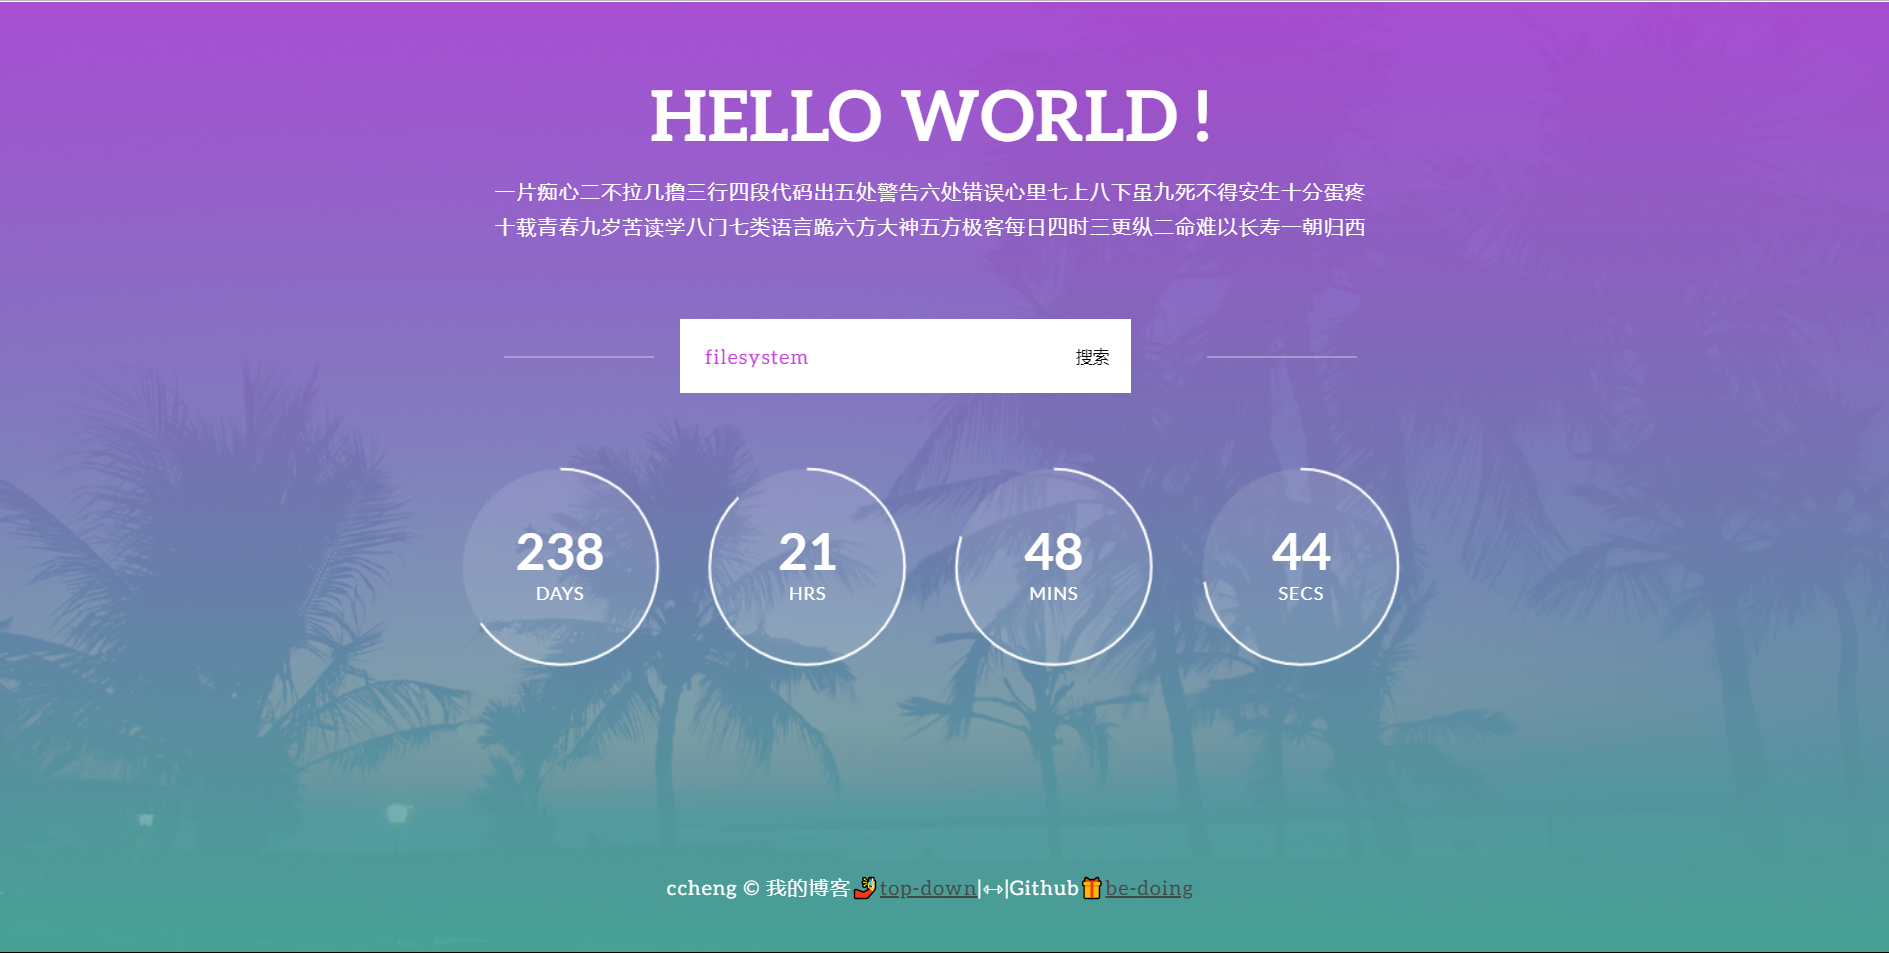 HELLO WORLD !
一片痴心二不拉几撸三行四段代码出五处警告六处错误心里七上八下虽九死不得安生十分蛋疼
十载青春九岁苦读学八门七类语言跪六方大神五方极客每日四时三更纵二命难以长寿一朝归西
filesystem 搜索
238 21 48 44
DAYS HRS MINS SECS
ccheng © 我的博客🤳top-down|↔|Github🎁be-doing